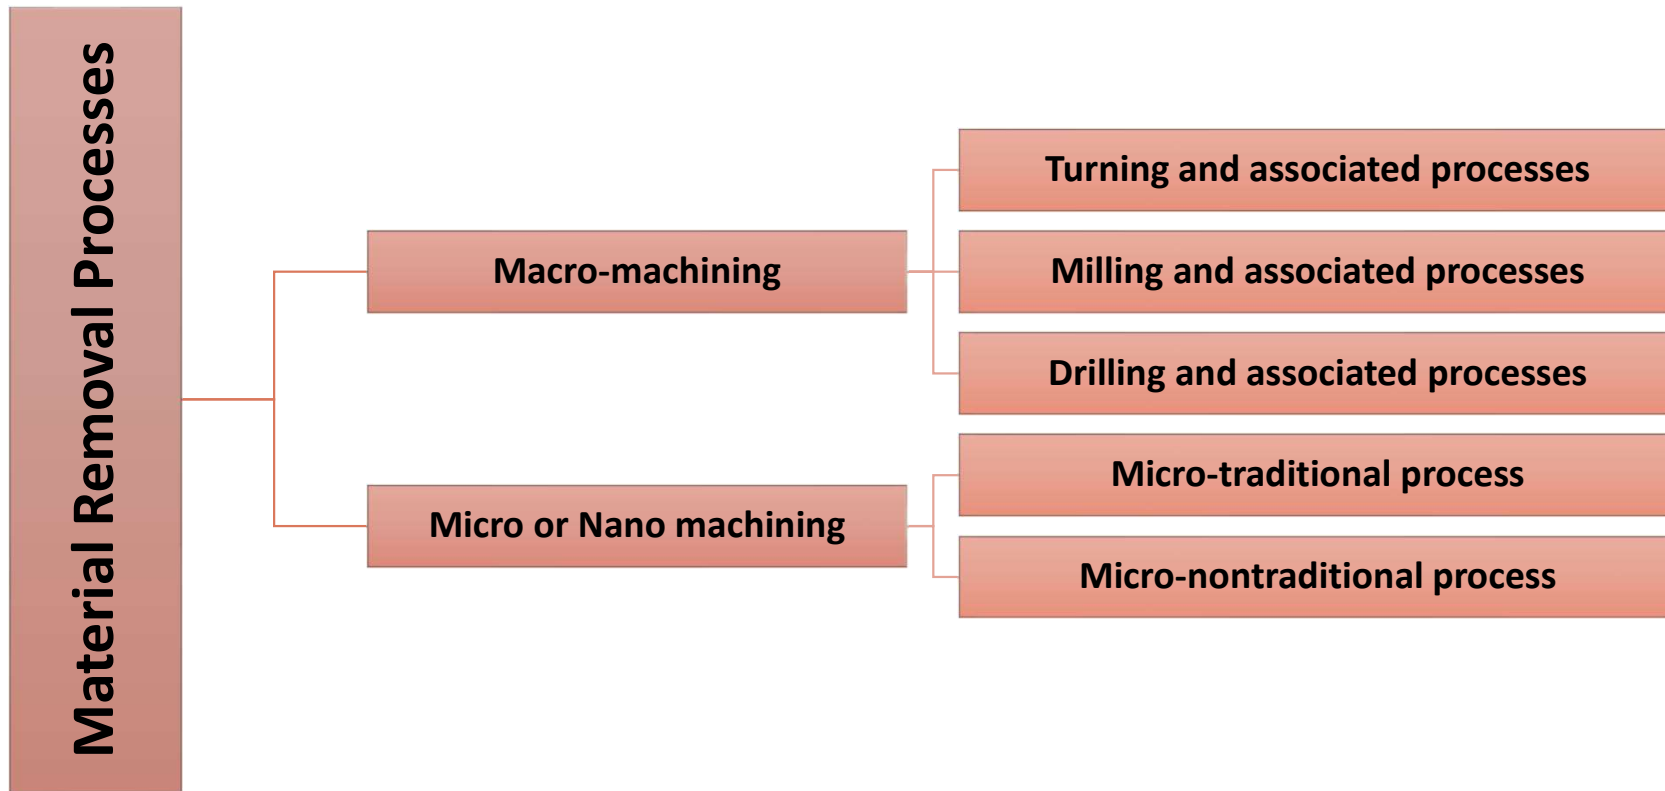 Material Removal Processes
Macro-machining
Turning and associated processes
Milling and associated processes
Drilling and associated processes
Micro or Nano machining
Micro-traditional process
Micro-nontraditional process